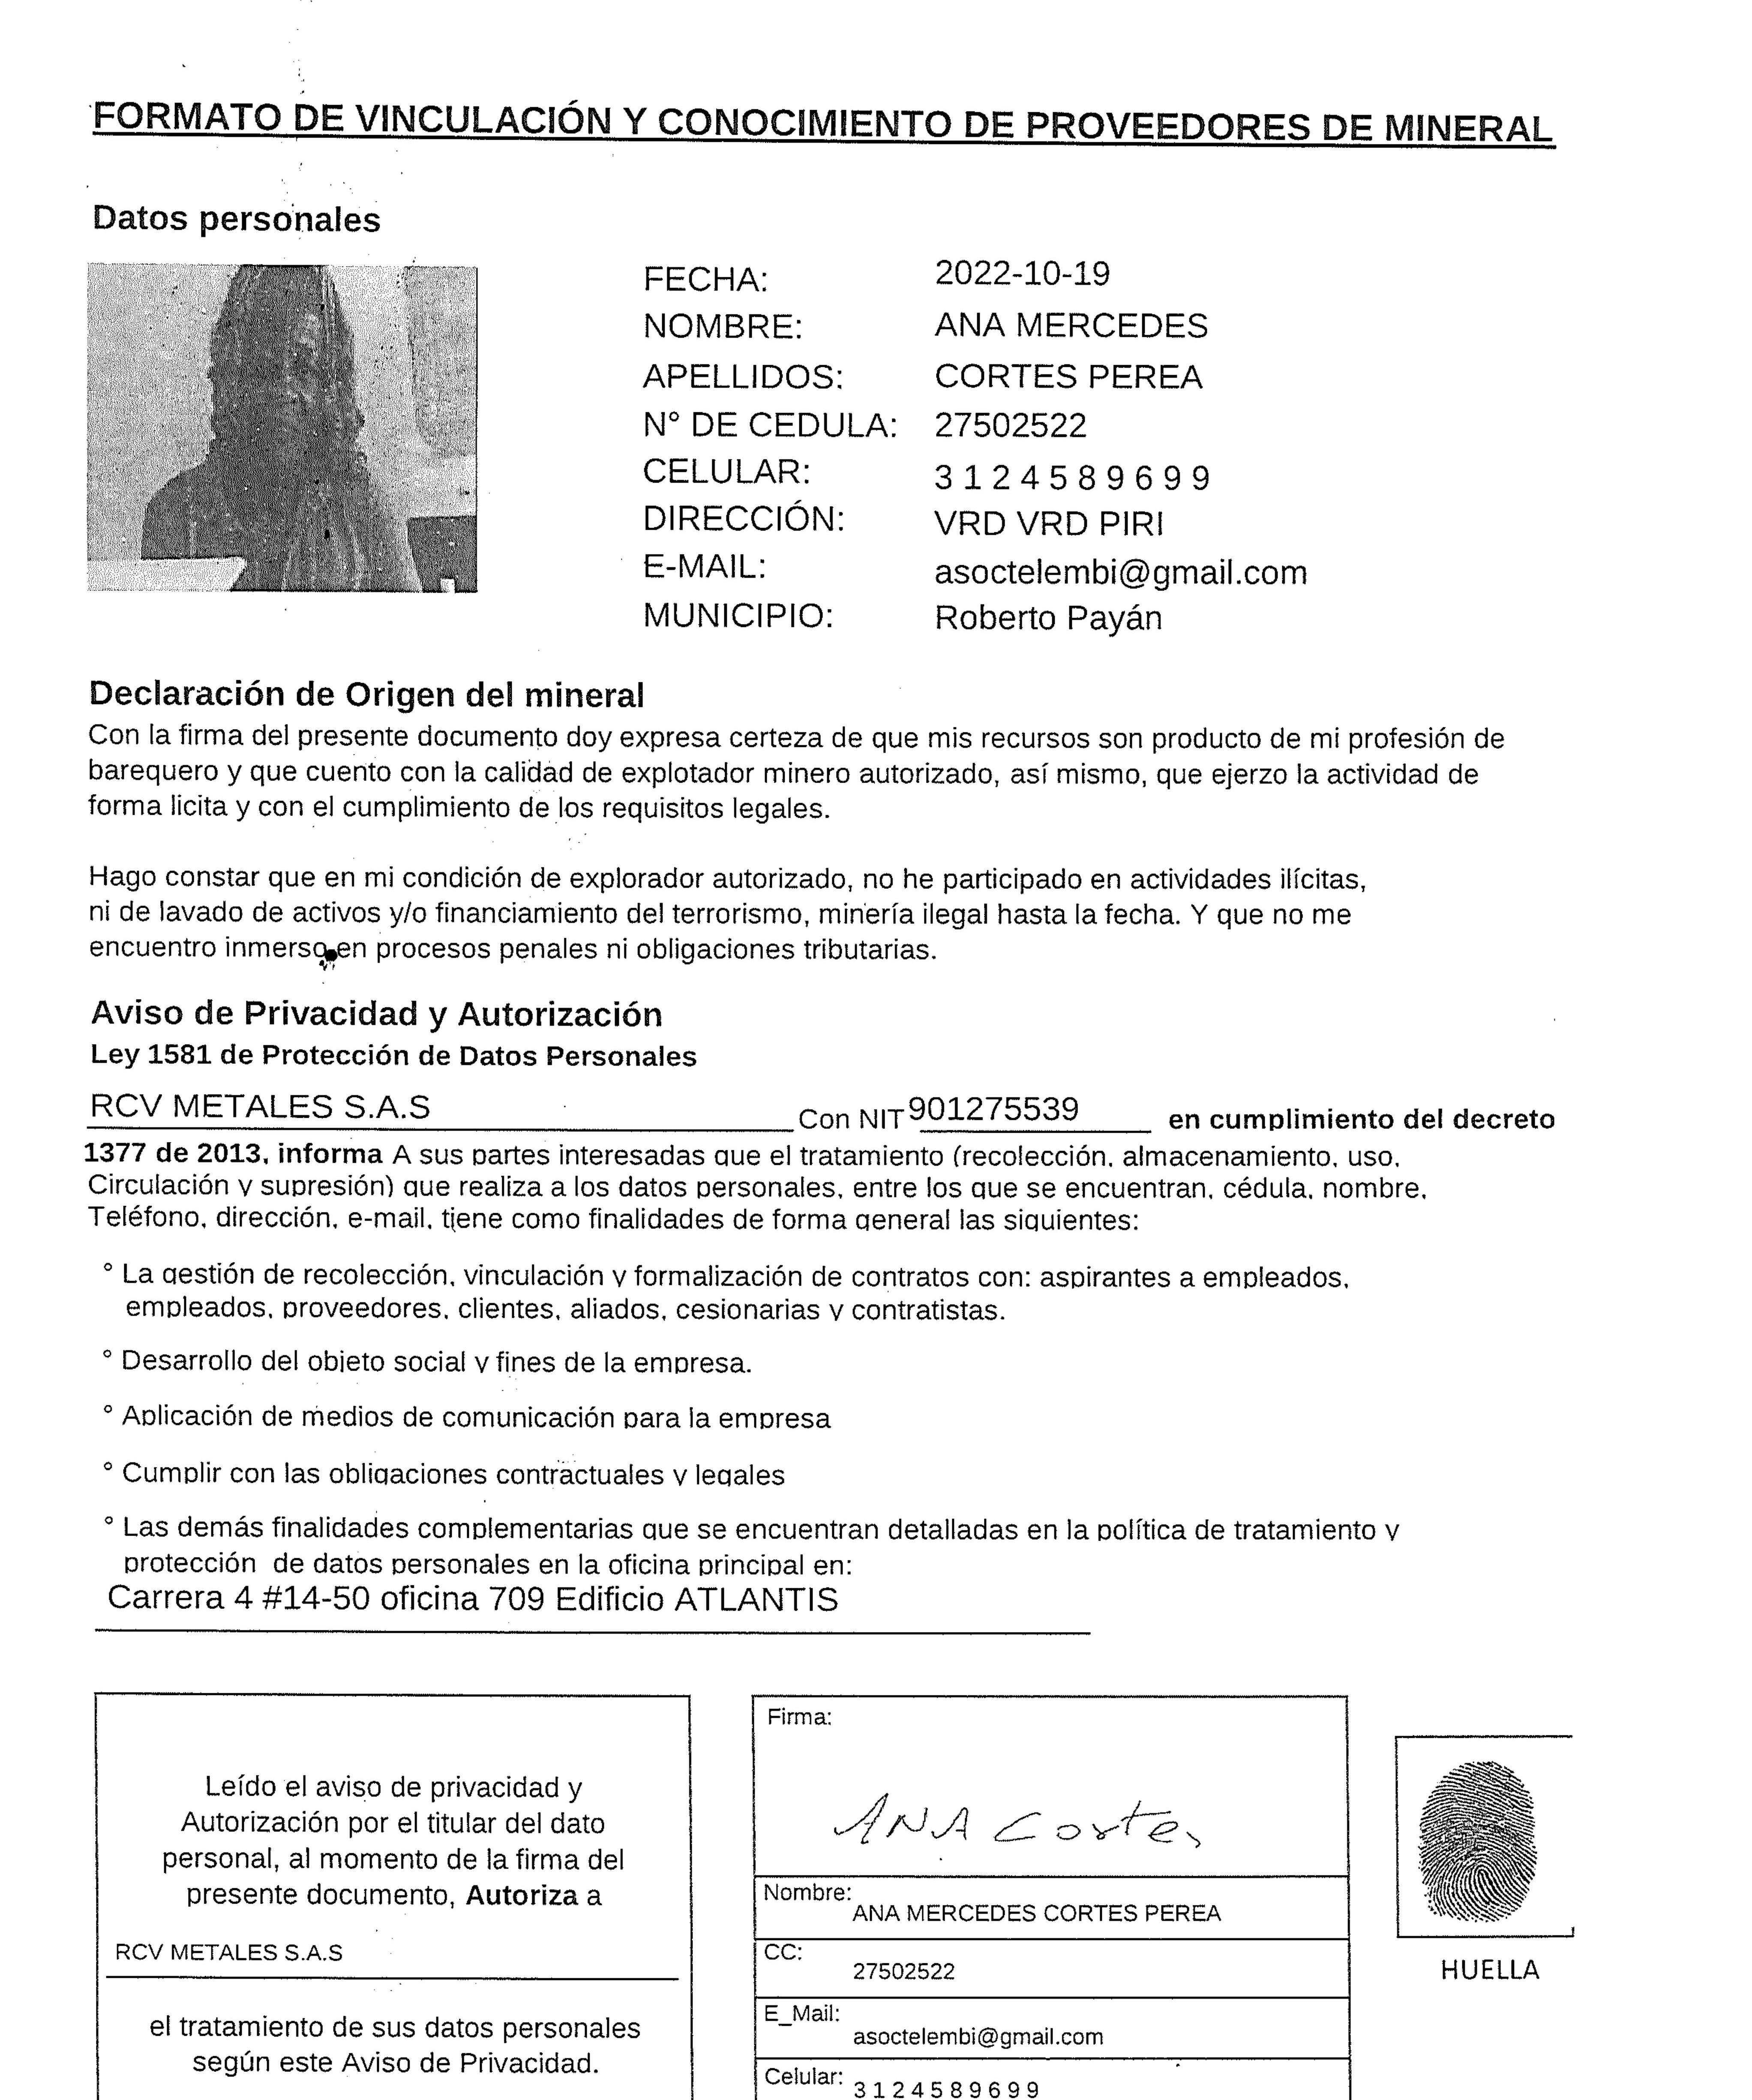 FORMATO DE VINCULACIÓN Y CONOCIMIENTO DE PROVEEDORES DE MINERAL
Datos personales
FECHA: 2022-10-19
NOMBRE: ANA MERCEDES
APELLIDOS: CORTES PEREA
N° DE CEDULA: 27502522
CELULAR: 3 1 2 4 5 8 9 6 9 9
DIRECCIÓN: VRD VRD PIRI
E-MAIL: asoctelembi@gmail.com
MUNICIPIO: Roberto Payán
Declaración de Origen del mineral
Con la firma del presente documento doy expresa certeza de que mis recursos son producto de mi profesión de
barequero y que cuento con la calidad de explotador minero autorizado, así mismo, que ejerzo la actividad de
forma licita y con el cumplimiento de los requisitos legales.
Hago constar que en mi condición de explorador autorizado, no he participado en actividades ilícitas,
ni de lavado de activos y/o financiamiento del terrorismo, minería ilegal hasta la fecha. Y que no me
encuentro inmerso en procesos penales ni obligaciones tributarias.
Aviso de Privacidad y Autorización
Ley 1581 de Protección de Datos Personales
RCV METALES S.A.S Con NIT 901275539 en cumplimiento del decreto
1377 de 2013, informa A sus partes interesadas que el tratamiento (recolección, almacenamiento, uso,
Circulación y supresión) que realiza a los datos personales, entre los que se encuentran, cédula, nombre,
Teléfono, dirección, e-mail, tiene como finalidades de forma general las siguientes:
° La gestión de recolección, vinculación y formalización de contratos con: aspirantes a empleados,
empleados, proveedores, clientes, aliados, cesionarias y contratistas.
° Desarrollo del objeto social y fines de la empresa.
° Aplicación de medios de comunicación para la empresa
° Cumplir con las obligaciones contractuales y legales
° Las demás finalidades complementarias que se encuentran detalladas en la política de tratamiento y
protección de datos personales en la oficina principal en:
Carrera 4 #14-50 oficina 709 Edificio ATLANTIS
Leído el aviso de privacidad y
Autorización por el titular del dato
personal, al momento de la firma del
presente documento, Autoriza a
RCV METALES S.A.S
el tratamiento de sus datos personales
según este Aviso de Privacidad.
Firma:
ANA Cortes
Nombre:
ANA MERCEDES CORTES PEREA
CC:
27502522
E_Mail:
asoctelembi@gmail.com
Celular:
3 1 2 4 5 8 9 6 9 9
HUELLA